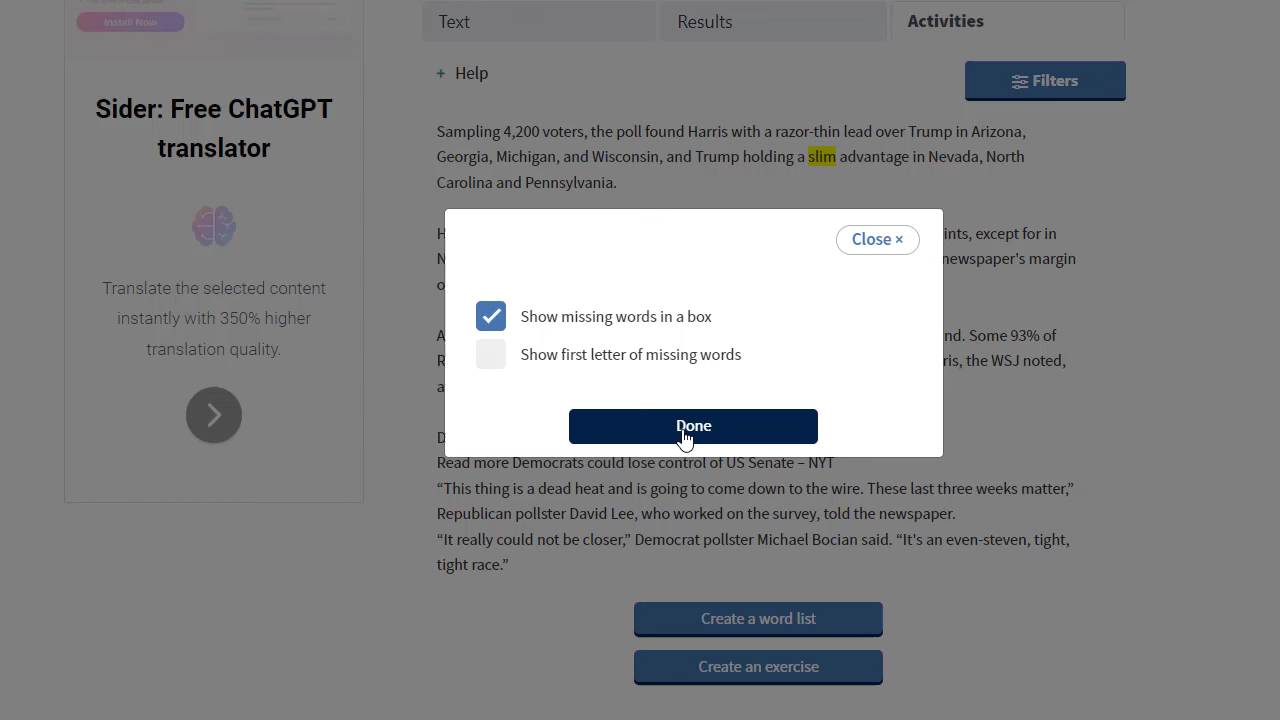 Install Now
Sider: Free ChatGPT
translator
Translate the selected content
instantly with 350% higher
translation quality.
Text
Results
Activities
+ Help
Filters
Sampling 4,200 voters, the poll found Harris with a razor-thin lead over Trump in Arizona,
Georgia, Michigan, and Wisconsin, and Trump holding a slim advantage in Nevada, North
Carolina and Pennsylvania.
ints, except for in
newspaper's margin
nd. Some 93% of
ris, the WSJ noted,
Close ×
Show missing words in a box
Show first letter of missing words
Done
Read more Democrats could lose control of US Senate – NYT
“This thing is a dead heat and is going to come down to the wire. These last three weeks matter,”
Republican pollster David Lee, who worked on the survey, told the newspaper.
“It really could not be closer,” Democrat pollster Michael Bocian said. “It's an even-steven, tight,
tight race.”
Create a word list
Create an exercise